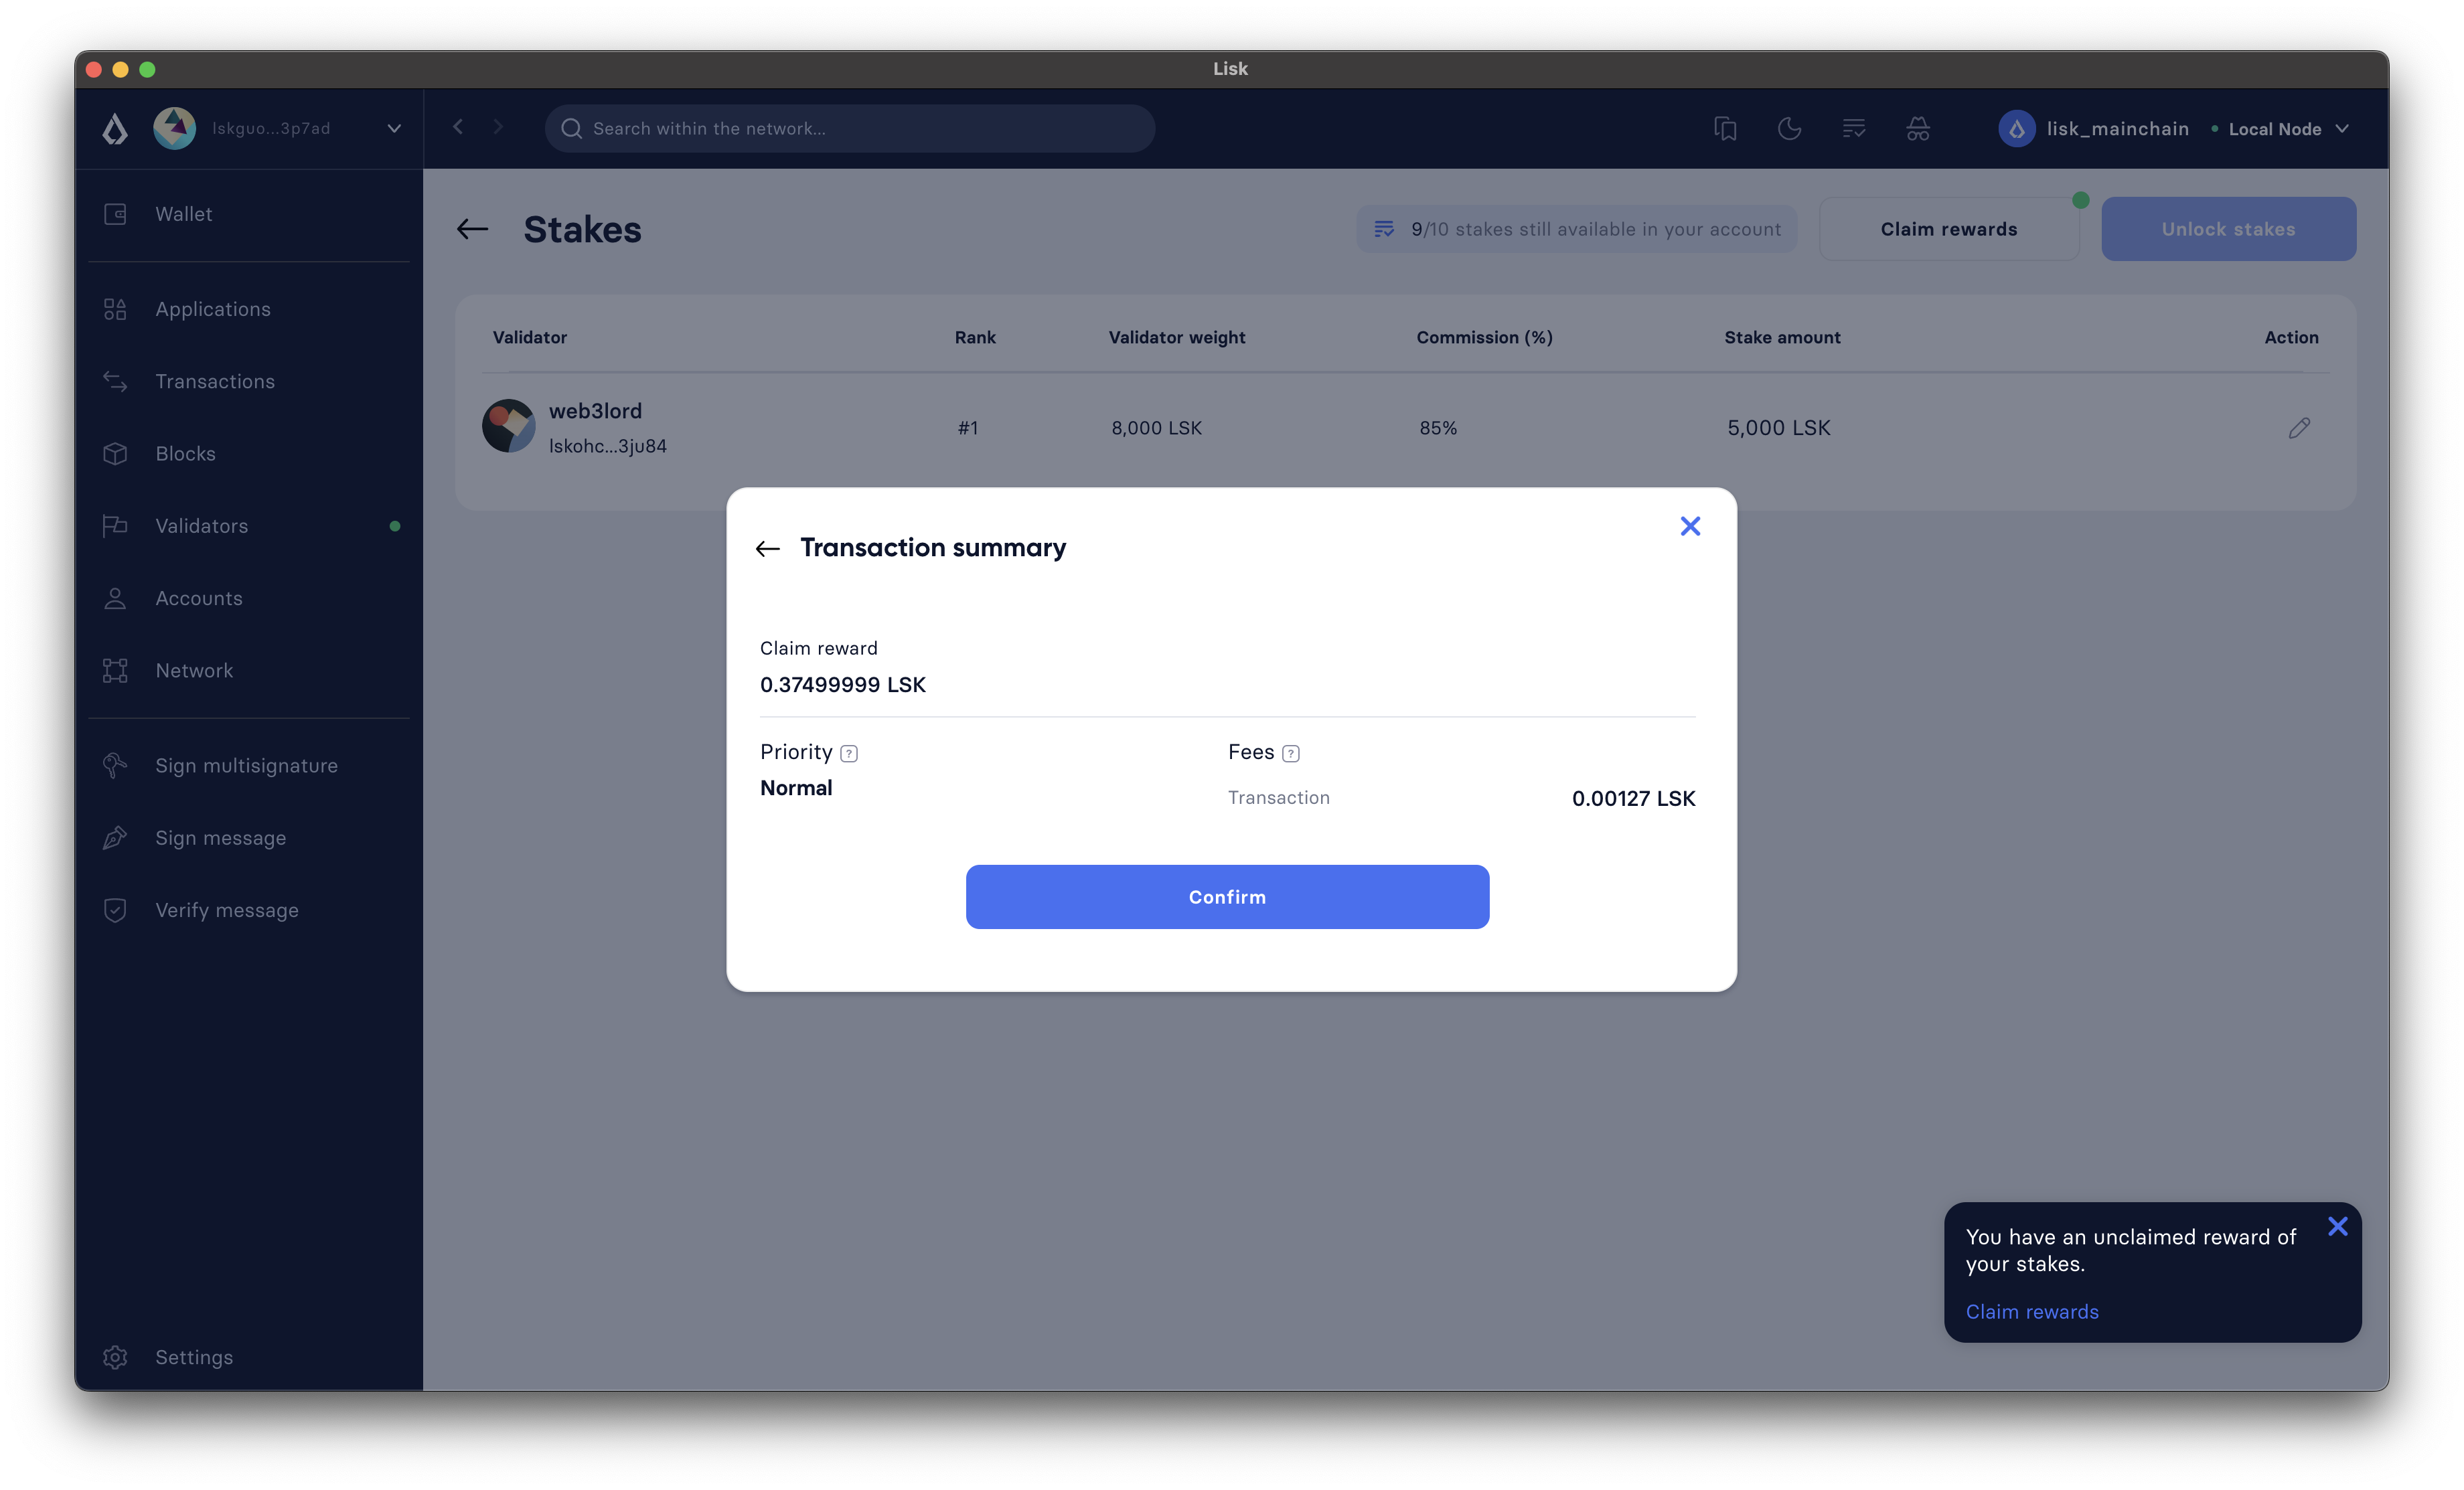 Lisk
lskguo...3p7ad
Search within the network...
lisk_mainchain
Local Node
Wallet
Applications
Transactions
Blocks
Validators
Accounts
Network
Sign multisignature
Sign message
Verify message
Settings
Stakes
9/10 stakes still available in your account
Claim rewards
Unlock stakes
Validator Rank Validator weight Commission (%) Stake amount Action
web3lord
lskohc...3ju84
#1 8,000 LSK 85% 5,000 LSK
Transaction summary
Claim reward
0.37499999 LSK
Priority ?
Normal
Fees ?
Transaction 0.00127 LSK
Confirm
You have an unclaimed reward of
your stakes.
Claim rewards